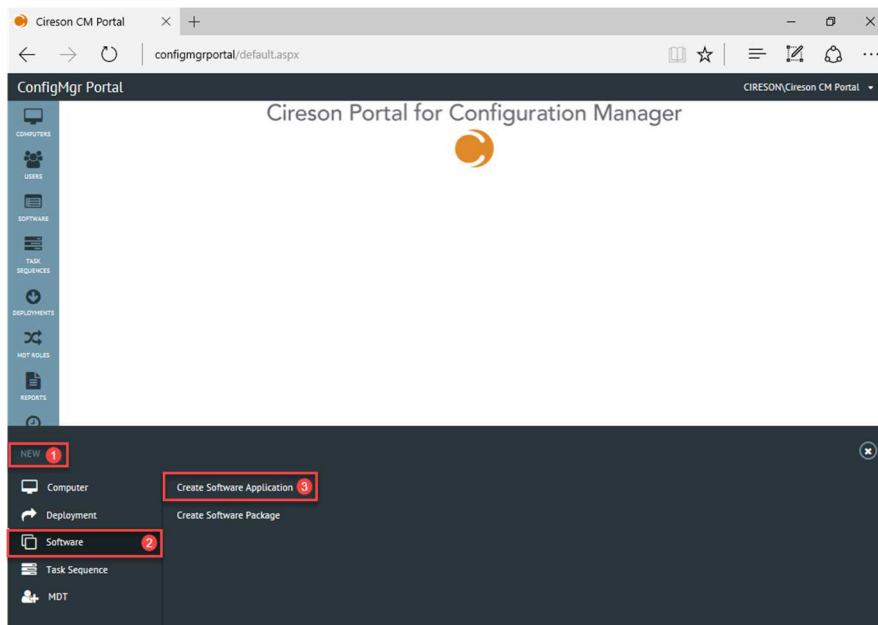 Cireson CM Portal
configmgrportal/default.aspx
ConfigMgr Portal
CIRESON\Cireson CM Portal
Cireson Portal for Configuration Manager
COMPUTERS
USERS
SOFTWARE
TASK
SEQUENCES
DEPLOYMENTS
MDT ROLES
REPORTS
NEW 1
Computer
Deployment
Software 2
Task Sequence
MDT
Create Software Application 3
Create Software Package